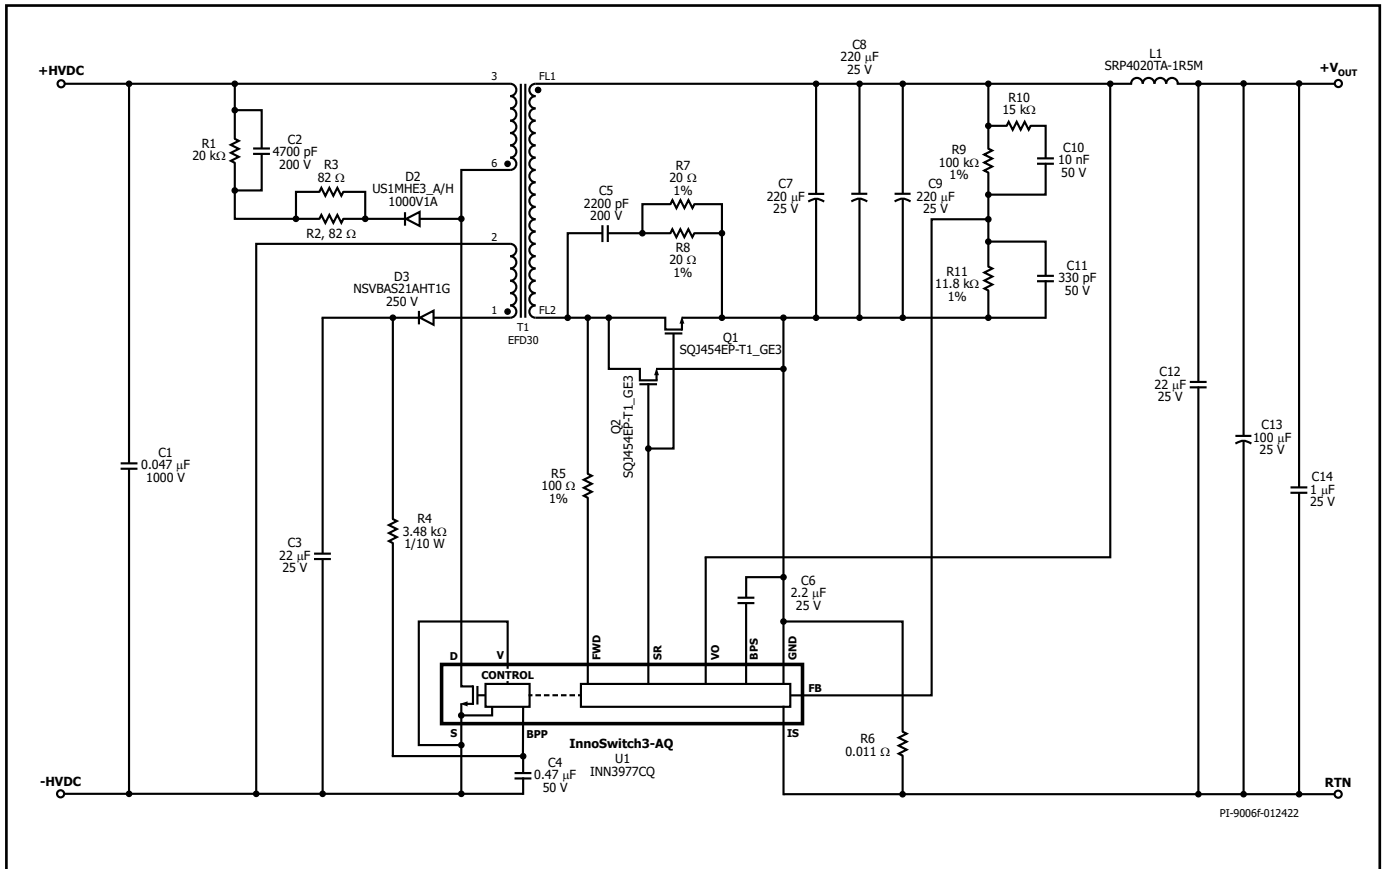 C8
220 µF
25 V
L1
SRP4020TA-1R5M
+HVDC
3
FL1
+VOUT
R1
20 kΩ
C2
4700 pF
200 V
R3
82 Ω
R2, 82 Ω
D2
US1MHE3_A/H
1000V1A
6
2
D3
NSVBAS21AHT1G
250 V
1
T1
EFD30
FL2
C5
2200 pF
200 V
R7
20 Ω
1%
R8
20 Ω
1%
C7
220 µF
25 V
C9
220 µF
25 V
R10
15 kΩ
R9
100 kΩ
1%
C10
10 nF
50 V
R11
11.8 kΩ
1%
C11
330 pF
50 V
Q1
SQJ454EP-T1_GE3
Q2
SQJ454EP-T1_GE3
C12
22 µF
25 V
C13
100 µF
25 V
C14
1 µF
25 V
C1
0.047 µF
1000 V
R5
100 Ω
1%
R4
3.48 kΩ
1/10 W
C3
22 µF
25 V
C6
2.2 µF
25 V
D
V
FWD
SR
VO
BPS
GND
CONTROL
FB
S
BPP
IS
InnoSwitch3-AQ
U1
INN3977CQ
C4
0.47 µF
50 V
R6
0.011 Ω
-HVDC
RTN
PI-9006f-012422